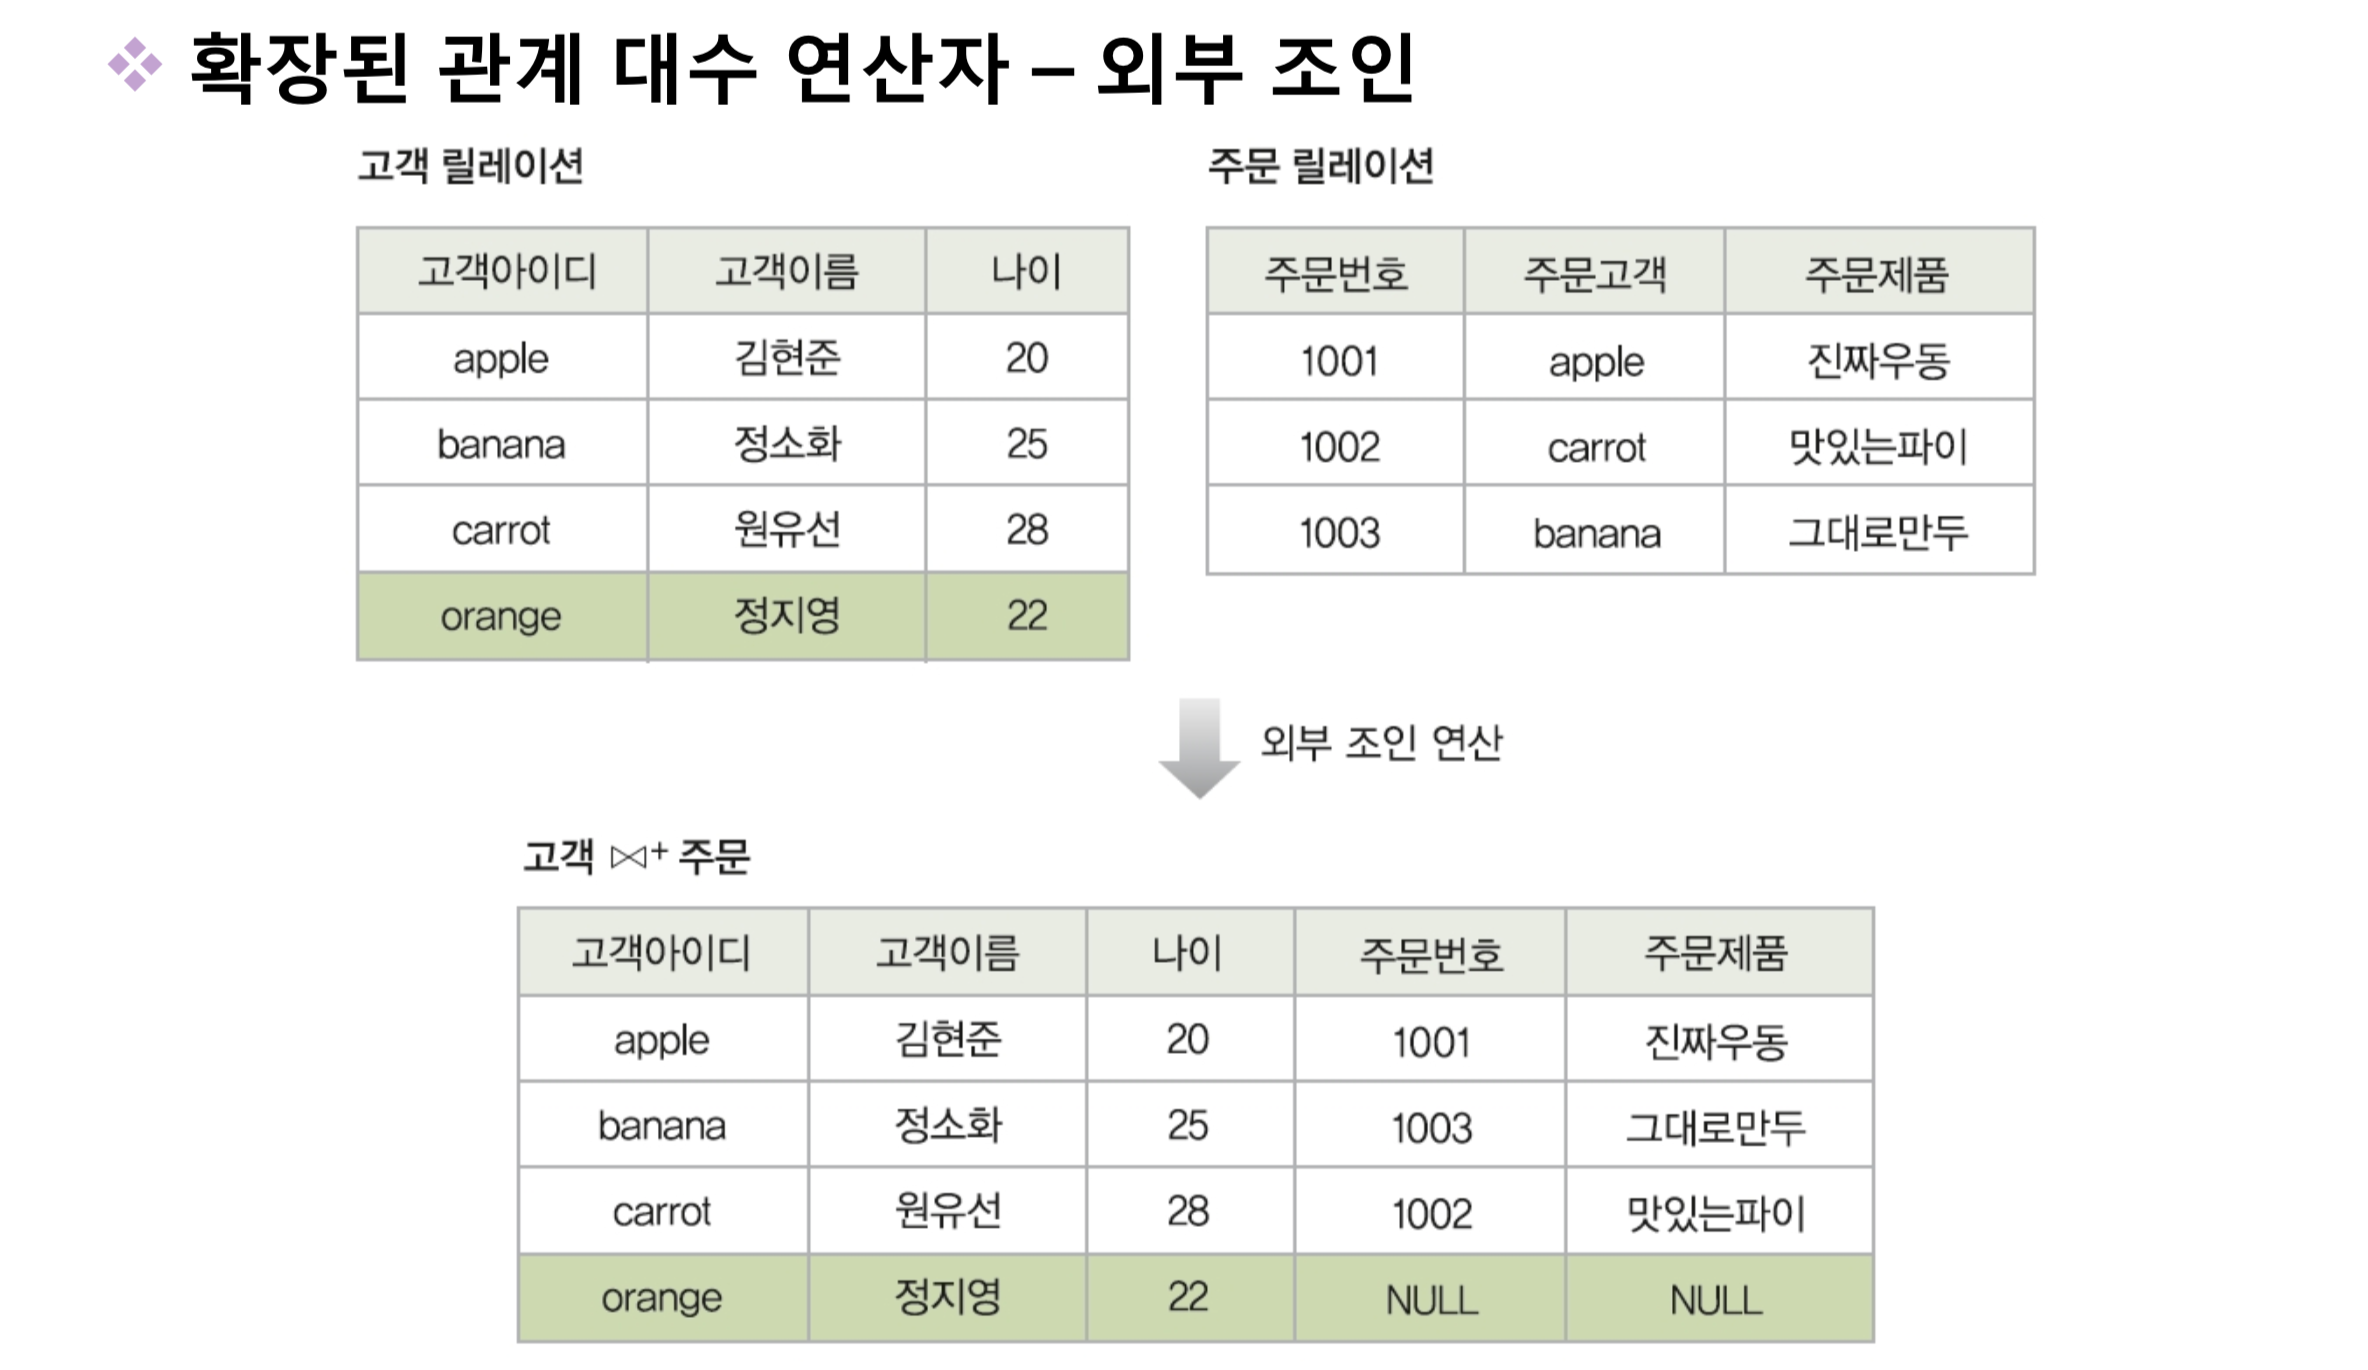 확장된 관계 대수 연산자 – 외부 조인
고객 릴레이션
고객아이디 고객이름 나이
apple 김현준 20
banana 정소화 25
carrot 원유선 28
orange 정지영 22
주문 릴레이션
주문번호 주문고객 주문제품
1001 apple 진짜우동
1002 carrot 맛있는파이
1003 banana 그대로만두
외부 조인 연산
고객 ⋈⁺ 주문
고객아이디 고객이름 나이 주문번호 주문제품
apple 김현준 20 1001 진짜우동
banana 정소화 25 1003 그대로만두
carrot 원유선 28 1002 맛있는파이
orange 정지영 22 NULL NULL